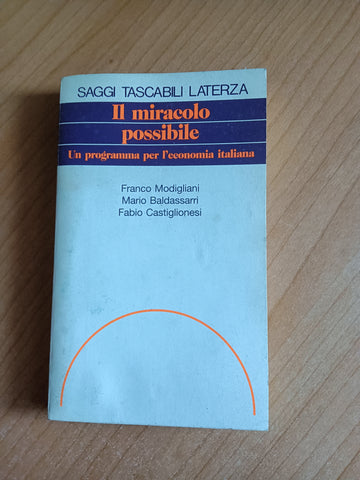 SAGGI TASCABILI LATERZA
Il miracolo
possibile
Un programma per l'economia italiana
Franco Modigliani
Mario Baldassarri
Fabio Castiglionesi